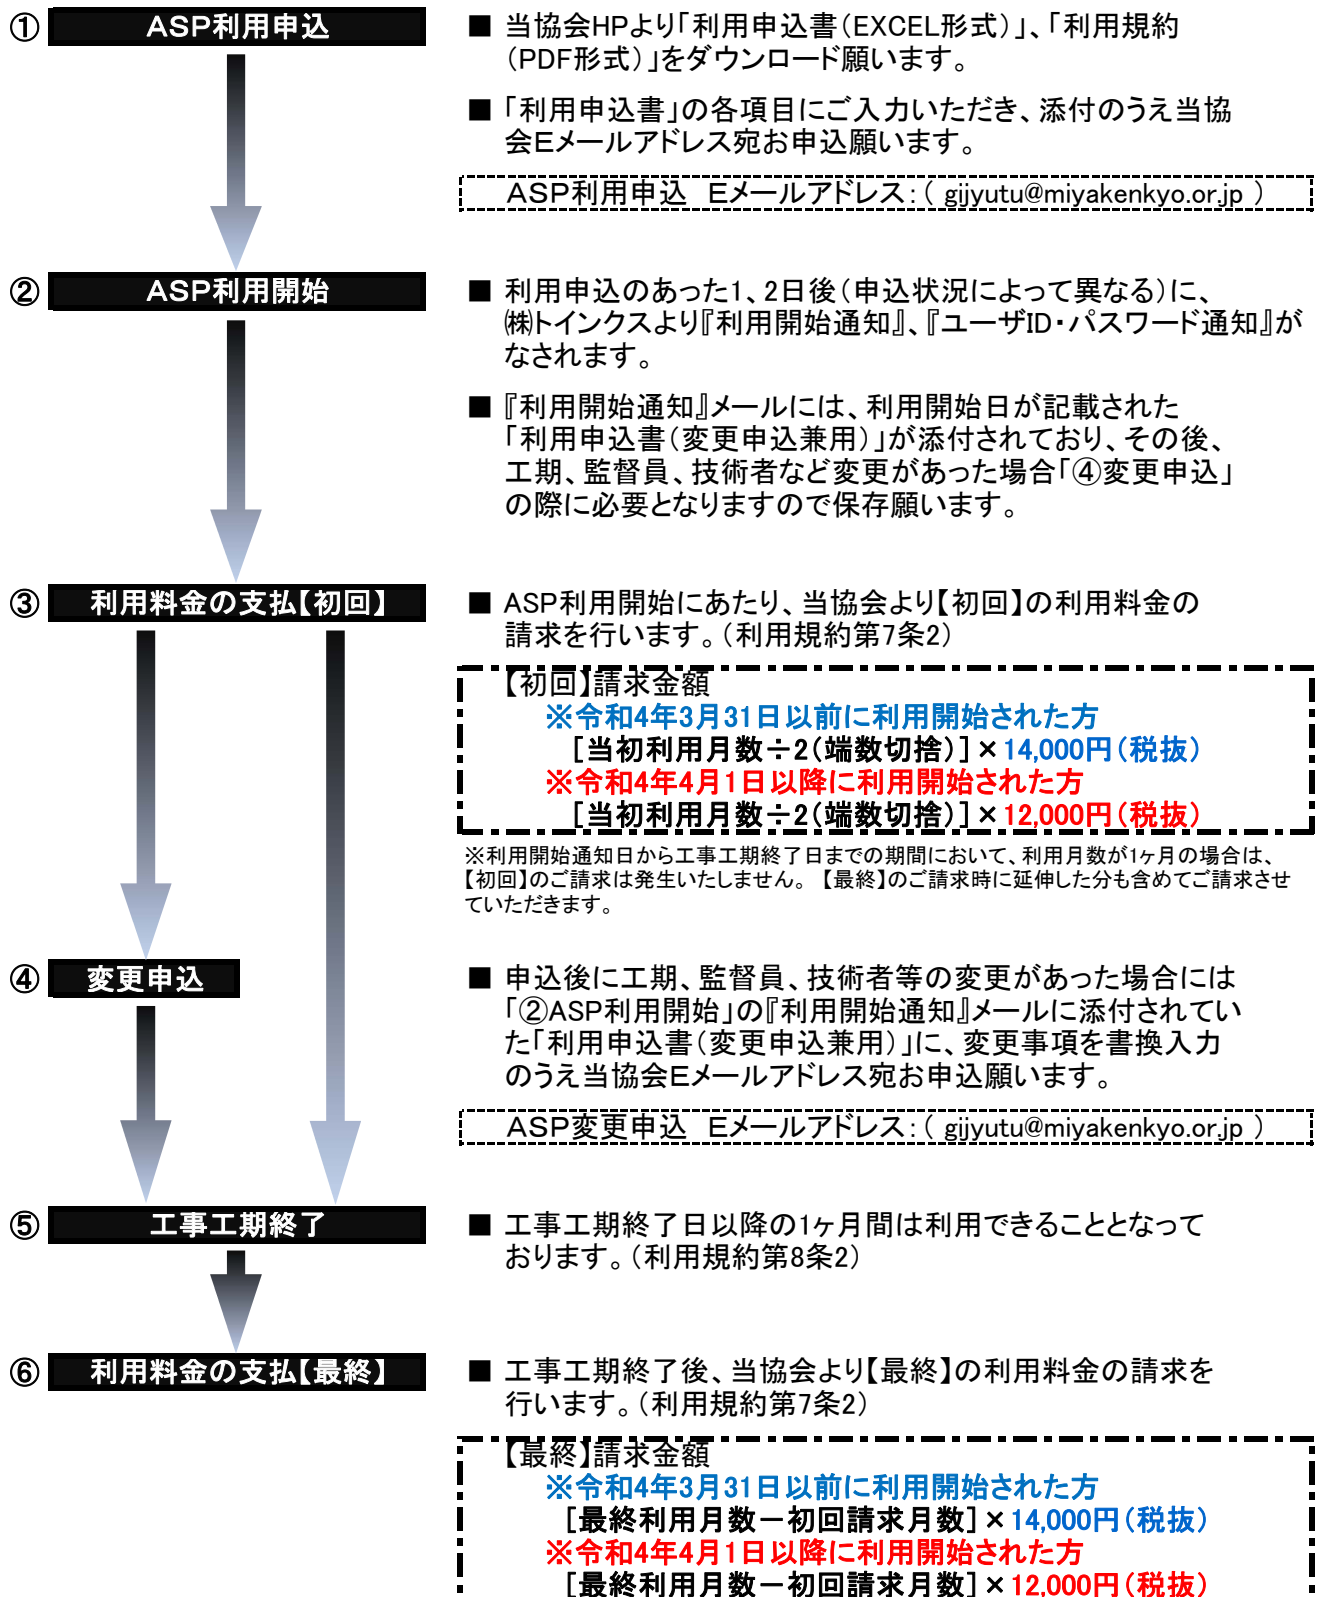 ① ASP利用申込
■ 当協会HPより「利用申込書(EXCEL形式)」、「利用規約
(PDF形式)」をダウンロード願います。
■ 「利用申込書」の各項目にご入力いただき、添付のうえ当協
会Eメールアドレス宛お申込願います。
ASP利用申込 Eメールアドレス:( gijyutu@miyakenkyo.or.jp )
② ASP利用開始
■ 利用申込のあった1、2日後(申込状況によって異なる)に、
㈱トインクスより『利用開始通知』、『ユーザID・パスワード通知』が
なされます。
■ 『利用開始通知』メールには、利用開始日が記載された
「利用申込書(変更申込兼用)」が添付されており、その後、
工期、監督員、技術者など変更があった場合「④変更申込」
の際に必要となりますので保存願います。
③ 利用料金の支払【初回】
■ ASP利用開始にあたり、当協会より【初回】の利用料金の
請求を行います。(利用規約第7条2)
【初回】請求金額
※令和4年3月31日以前に利用開始された方
[当初利用月数÷2(端数切捨)]×14,000円(税抜)
※令和4年4月1日以降に利用開始された方
[当初利用月数÷2(端数切捨)]×12,000円(税抜)
※利用開始通知日から工事工期終了日までの期間において、利用月数が1ヶ月の場合は、
【初回】のご請求は発生いたしません。【最終】のご請求時に延伸した分も含めてご請求させ
ていただきます。
④ 変更申込
■ 申込後に工期、監督員、技術者等の変更があった場合には
「②ASP利用開始」の『利用開始通知』メールに添付されてい
た「利用申込書(変更申込兼用)」に、変更事項を書換入力
のうえ当協会Eメールアドレス宛お申込願います。
ASP変更申込 Eメールアドレス:( gijyutu@miyakenkyo.or.jp )
⑤ 工事工期終了
■ 工事工期終了日以降の1ヶ月間は利用できることとなって
おります。(利用規約第8条2)
⑥ 利用料金の支払【最終】
■ 工事工期終了後、当協会より【最終】の利用料金の請求を
行います。(利用規約第7条2)
【最終】請求金額
※令和4年3月31日以前に利用開始された方
[最終利用月数-初回請求月数]×14,000円(税抜)
※令和4年4月1日以降に利用開始された方
[最終利用月数-初回請求月数]×12,000円(税抜)